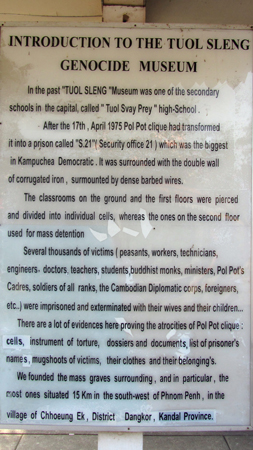 INTRODUCTION TO THE TUOL SLENG
GENOCIDE MUSEUM
In the past "TUOL SLENG "Museum was one of the secondary
schools in the capital, called " Tuol Svay Prey " high-School .
After the 17th , April 1975 Pol Pot clique had transformed
it into a prison called "S.21"( Security office 21 ) which was the biggest
in Kampuchea Democratic . It was surrounded with the double wall
of corrugated iron , surmounted by dense barbed wires.
The classrooms on the ground and the first floors were pierced
and divided into individual cells, whereas the ones on the second floor
used for mass detention
Several thousands of victims ( peasants, workers, technicians,
engineers- doctors, teachers, students,buddhist monks, ministers, Pol Pot's
Cadres, soldiers of all ranks, the Cambodian Diplomatic corps, foreigners,
etc..) were imprisoned and exterminated with their wives and their children...
There are a lot of evidences here proving the atrocities of Pol Pot clique :
cells, instrument of torture, dossiers and documents, list of prisoner's
names , mugshoots of victims, their clothes and their belonging's.
We founded the mass graves surrounding , and in particular , the
most ones situated 15 Km in the south-west of Phnom Penh , in the
village of Chhoeung Ek , District Dangkor, Kandal Province.